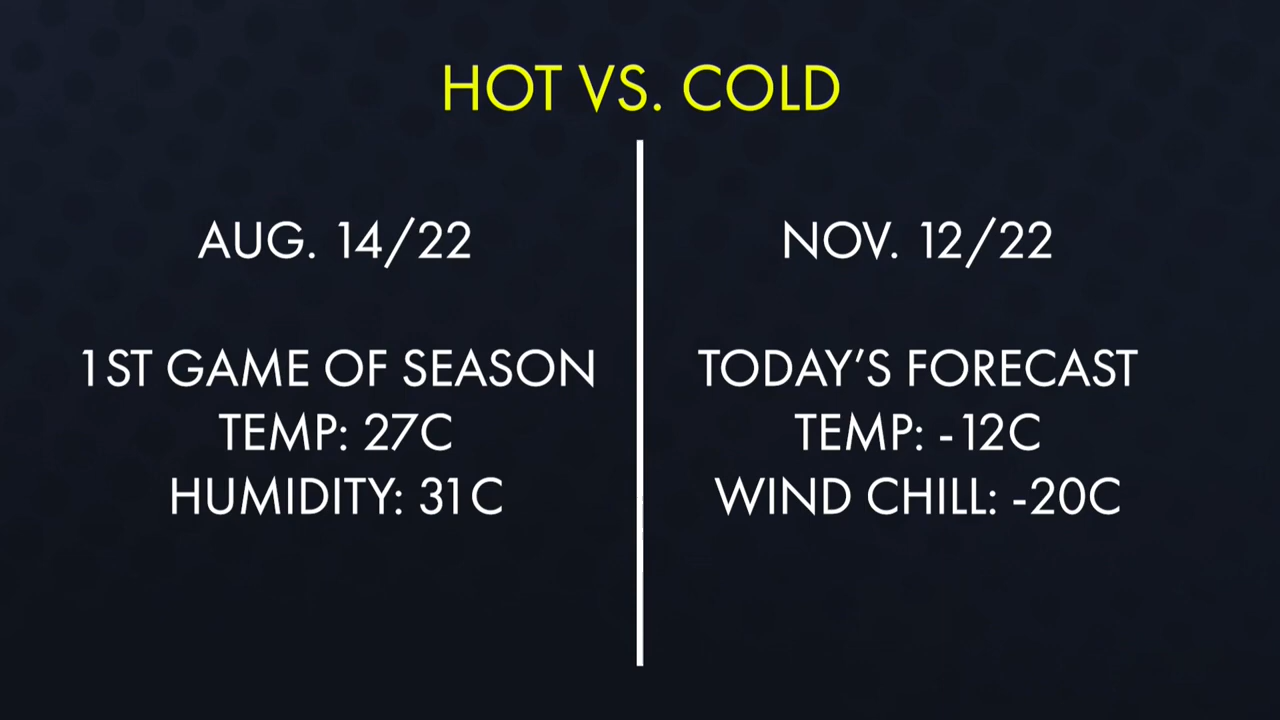 HOT VS. COLD
AUG. 14/22
1ST GAME OF SEASON
TEMP: 27C
HUMIDITY: 31C
NOV. 12/22
TODAY'S FORECAST
TEMP: -12C
WIND CHILL: -20C